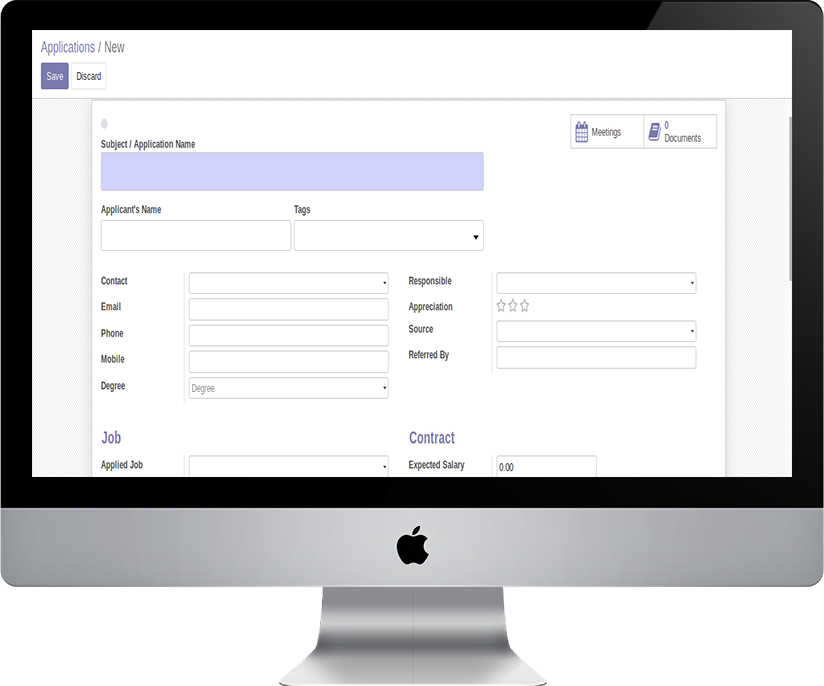 Applications / New
Save Discard
Meetings
0
Documents
Subject / Application Name
Applicant's Name Tags
Contact Responsible
Email Appreciation
Phone Source
Mobile Referred By
Degree Degree
Job Contract
Applied Job Expected Salary 0.00